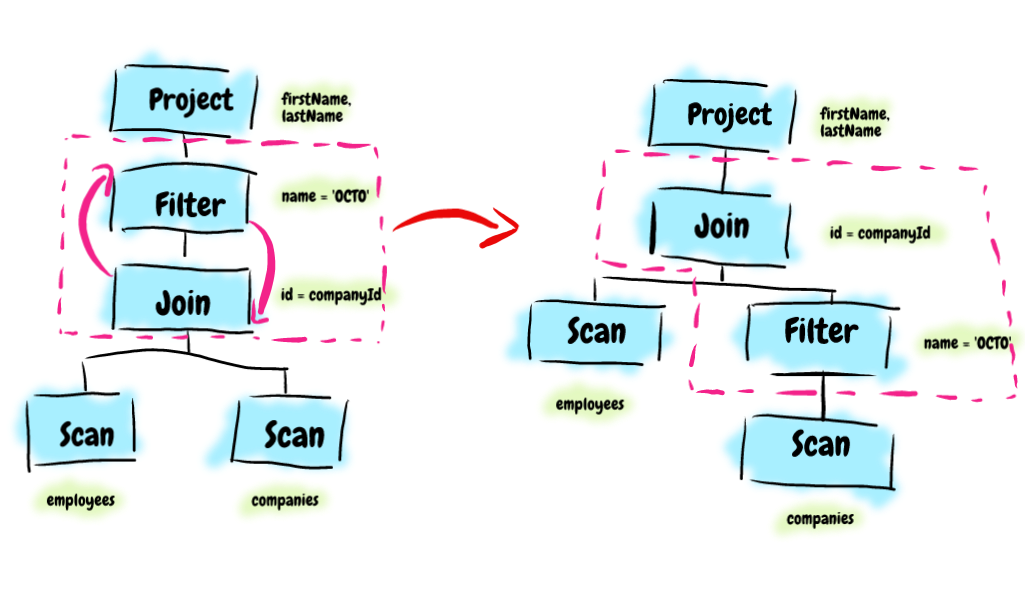 Project
firstName,
lastName
Filter
name = 'OCTO'
Join
id = companyId
Scan
employees
Scan
companies
Project
firstName,
lastName
Join
id = companyId
Scan
employees
Filter
name = 'OCTO'
Scan
companies